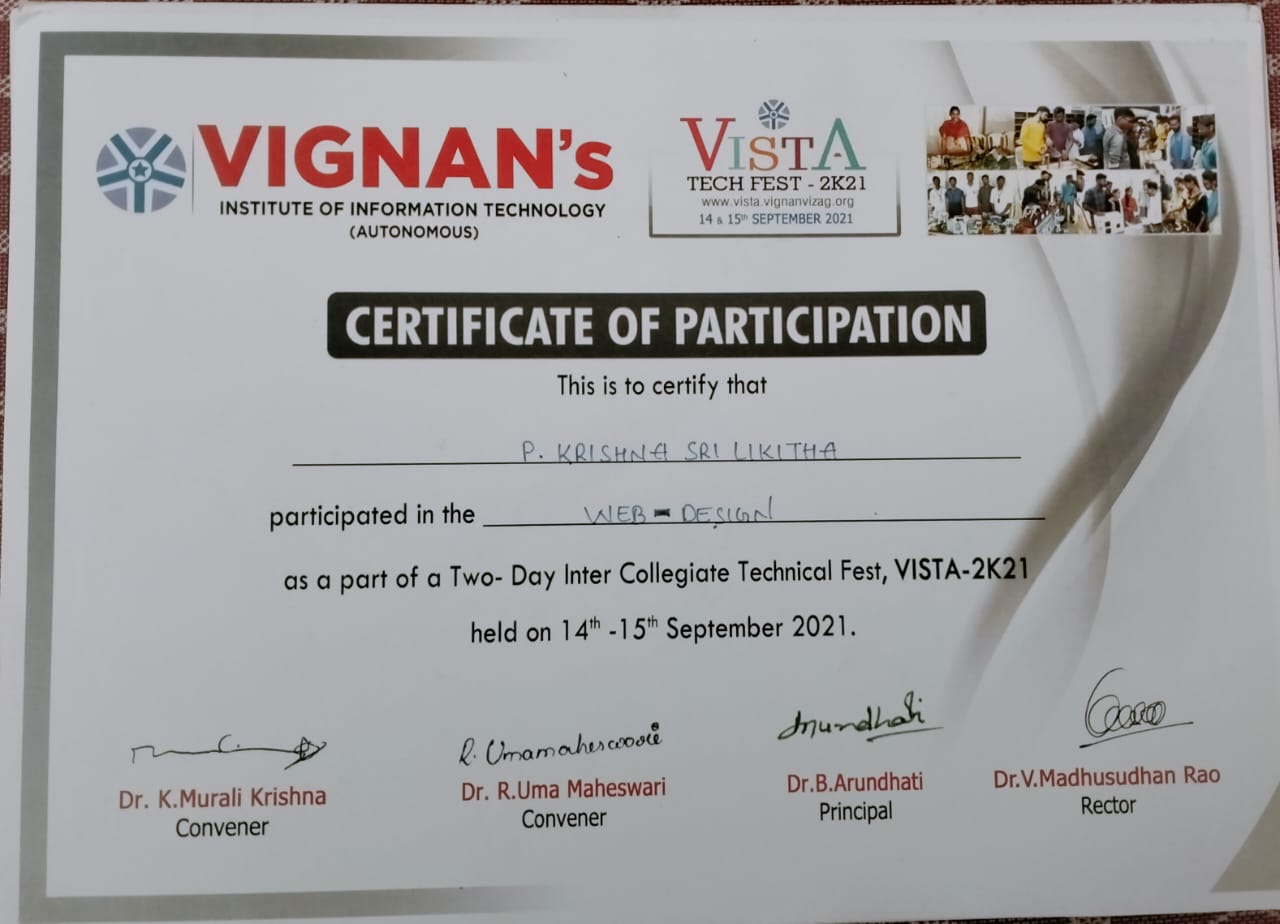 VIGNAN's
INSTITUTE OF INFORMATION TECHNOLOGY
(AUTONOMOUS)
VISTA
TECH FEST - 2K21
www.vista.vignanvizag.org
14 & 15th SEPTEMBER 2021
CERTIFICATE OF PARTICIPATION
This is to certify that
P. KRISHNA SRI LIKITHA
participated in the WEB-DESIGN
as a part of a Two- Day Inter Collegiate Technical Fest, VISTA-2K21
held on 14th -15th September 2021.
R. Umamaheswari Arundhati
Dr. K.Murali Krishna Dr. R.Uma Maheswari Dr.B.Arundhati Dr.V.Madhusudhan Rao
Convener Convener Principal Rector